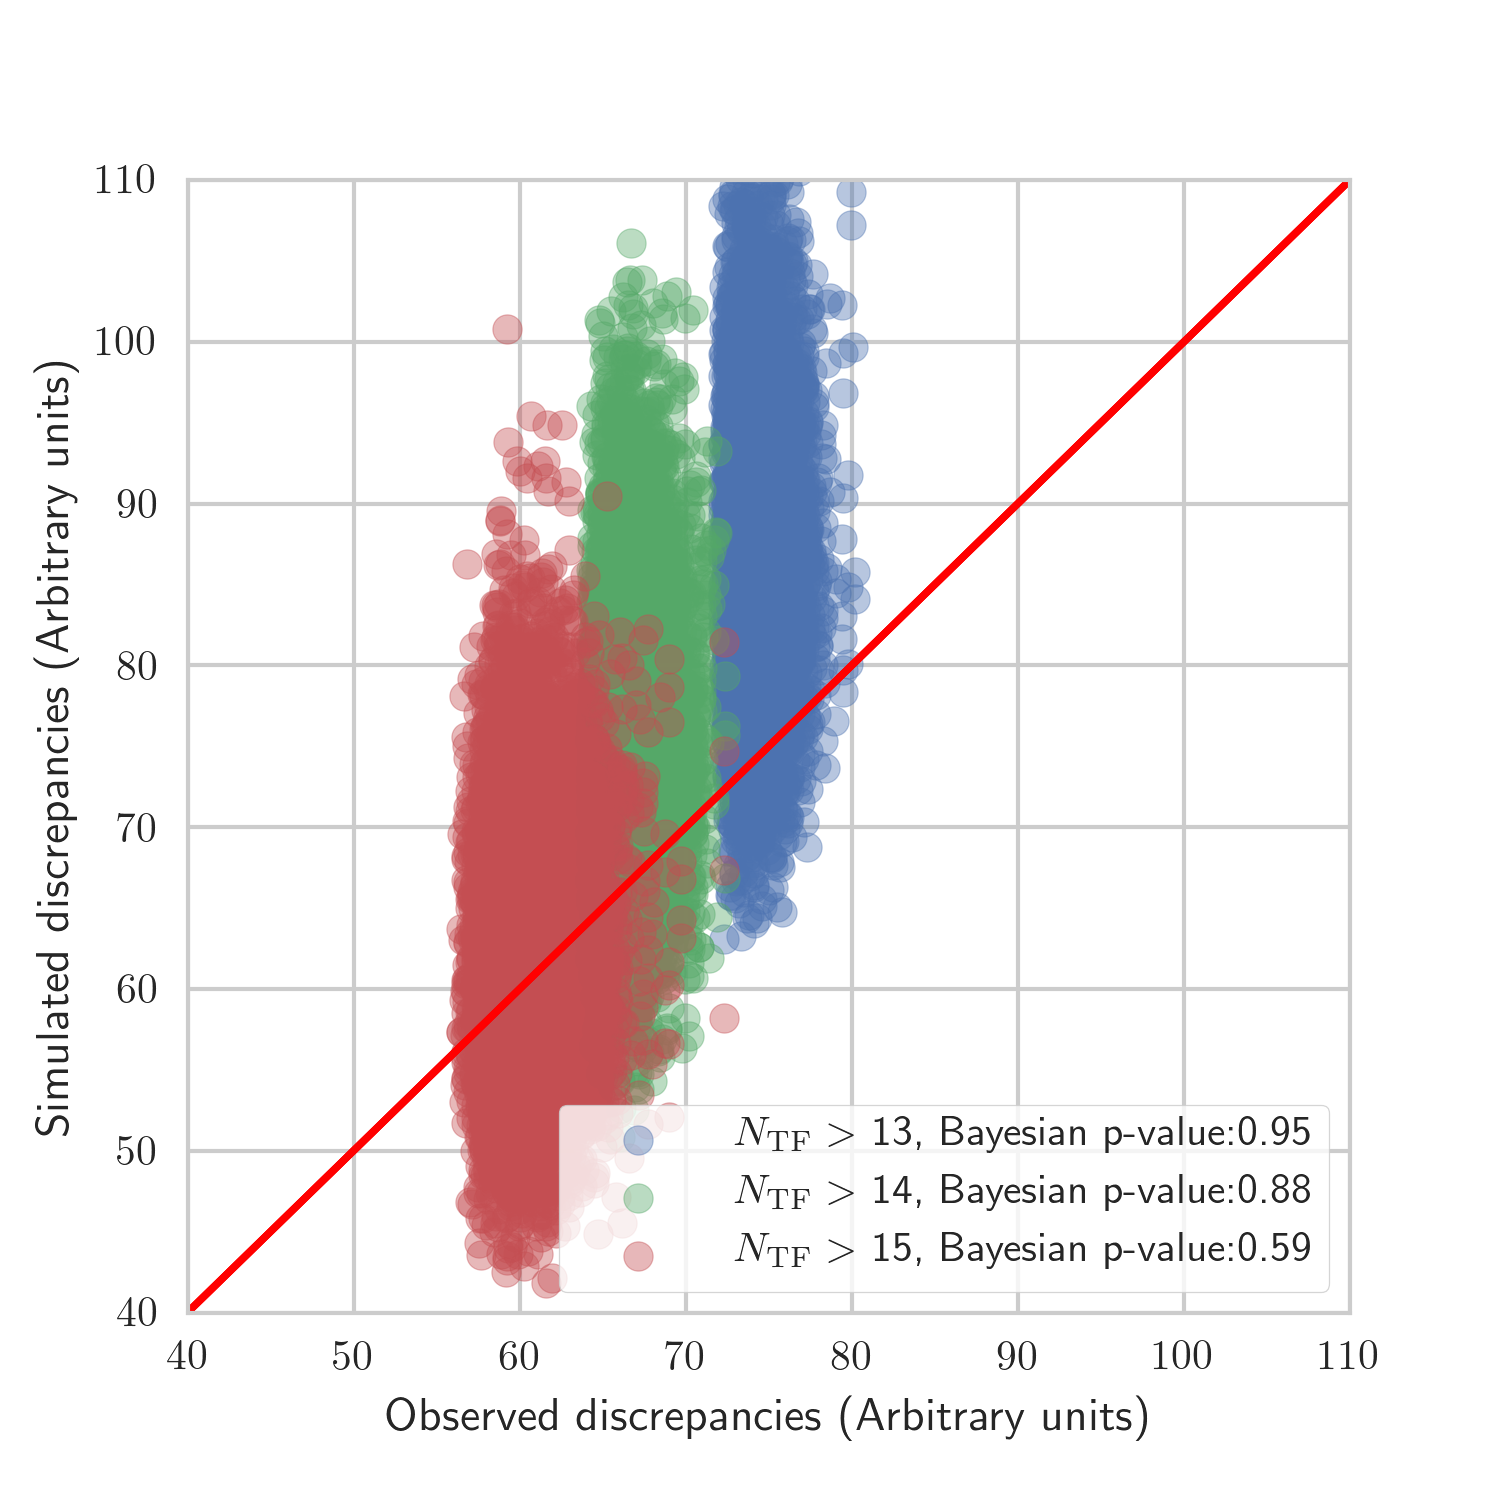 110
100
90
80
70
60
50
40
Simulated discrepancies (Arbitrary units)
N_TF > 13, Bayesian p-value:0.95
N_TF > 14, Bayesian p-value:0.88
N_TF > 15, Bayesian p-value:0.59
40 50 60 70 80 90 100 110
Observed discrepancies (Arbitrary units)